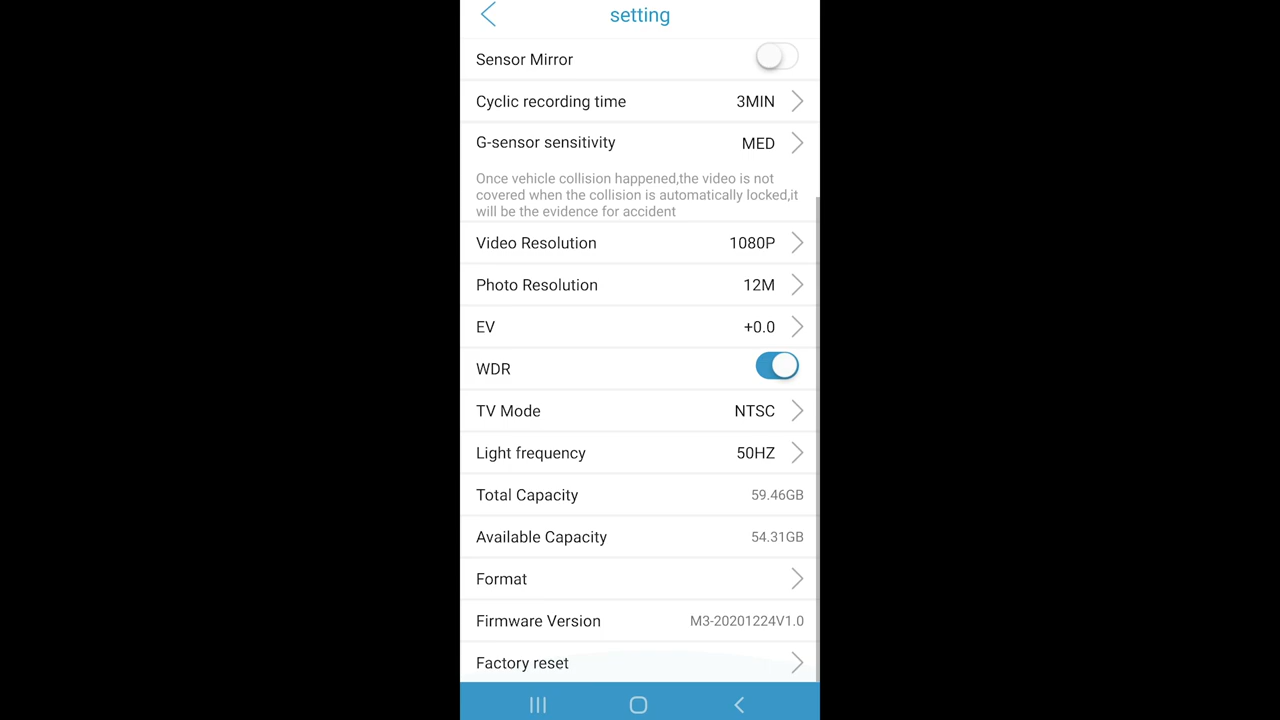 setting
Sensor Mirror
Cyclic recording time 3MIN
G-sensor sensitivity MED
Once vehicle collision happened,the video is not
covered when the collision is automatically locked,it
will be the evidence for accident
Video Resolution 1080P
Photo Resolution 12M
EV +0.0
WDR
TV Mode NTSC
Light frequency 50HZ
Total Capacity 59.46GB
Available Capacity 54.31GB
Format
Firmware Version M3-20201224V1.0
Factory reset